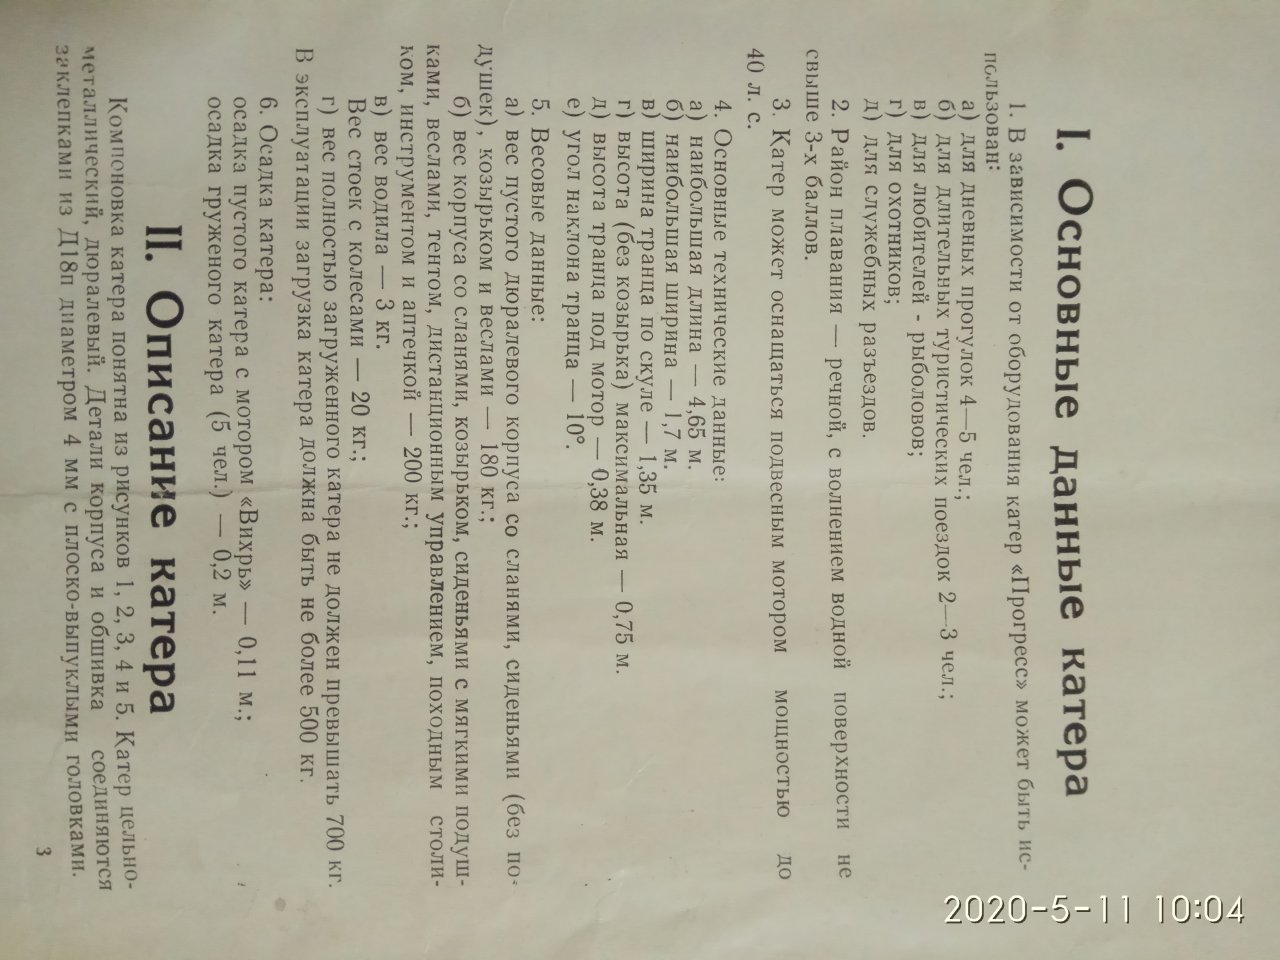 I. Основные данные катера
1. В зависимости от оборудования катер «Прогресс» может быть ис-
пользован:
а) для дневных прогулок 4—5 чел.;
б) для длительных туристических поездок 2—3 чел.;
в) для любителей - рыболовов;
г) для охотников;
д) для служебных разъездов.
2. Район плавания — речной, с волнением водной поверхности не
свыше 3-х баллов.
3. Катер может оснащаться подвесным мотором мощностью до
40 л. с.
4. Основные технические данные:
а) наибольшая длина — 4,65 м.
б) наибольшая ширина — 1,7 м.
в) ширина транца по скуле — 1,35 м.
г) высота (без козырька) максимальная — 0,75 м.
д) высота транца под мотор — 0,38 м.
е) угол наклона транца — 10°.
5. Весовые данные:
а) вес пустого дюралевого корпуса со сланями, сиденьями (без по-
душек), козырьком и веслами — 180 кг.;
б) вес корпуса со сланями, козырьком, сиденьями с мягкими подуш-
ками, веслами, тентом, дистанционным управлением, походным столи-
ком, инструментом и аптечкой — 200 кг.;
в) вес водила — 3 кг.
Вес стоек с колесами — 20 кг.;
г) вес полностью загруженного катера не должен превышать 700 кг.
В эксплуатации загрузка катера должна быть не более 500 кг.
6. Осадка катера:
осадка пустого катера с мотором «Вихрь» — 0,11 м.;
осадка груженого катера (5 чел.) — 0,2 м.
II. Описание катера
Компоновка катера понятна из рисунков 1, 2, 3, 4 и 5. Катер цельно-
металлический, дюралевый. Детали корпуса и обшивка соединяются
заклепками из Д18п диаметром 4 мм с плоско-выпуклыми головками.
3
2020-5-11 10:04